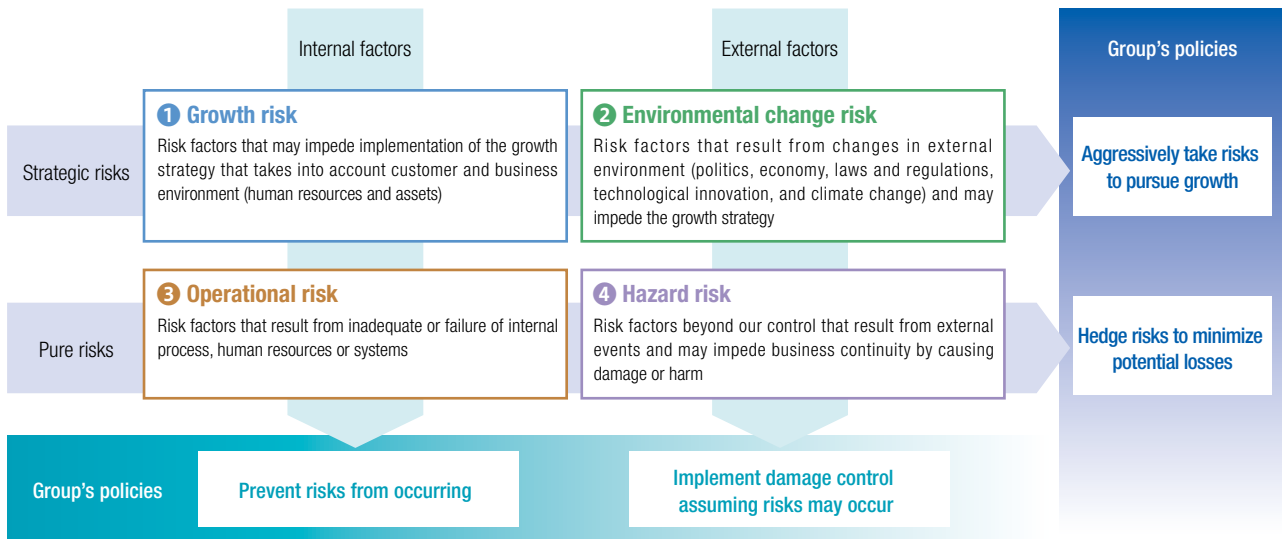 Internal factors
External factors
Group's policies
Strategic risks
❶ Growth risk
Risk factors that may impede implementation of the growth
strategy that takes into account customer and business
environment (human resources and assets)
❷ Environmental change risk
Risk factors that result from changes in external
environment (politics, economy, laws and regulations,
technological innovation, and climate change) and may
impede the growth strategy
Aggressively take risks
to pursue growth
Pure risks
❸ Operational risk
Risk factors that result from inadequate or failure of internal
process, human resources or systems
❹ Hazard risk
Risk factors beyond our control that result from external
events and may impede business continuity by causing
damage or harm
Hedge risks to minimize
potential losses
Group's policies
Prevent risks from occurring
Implement damage control
assuming risks may occur